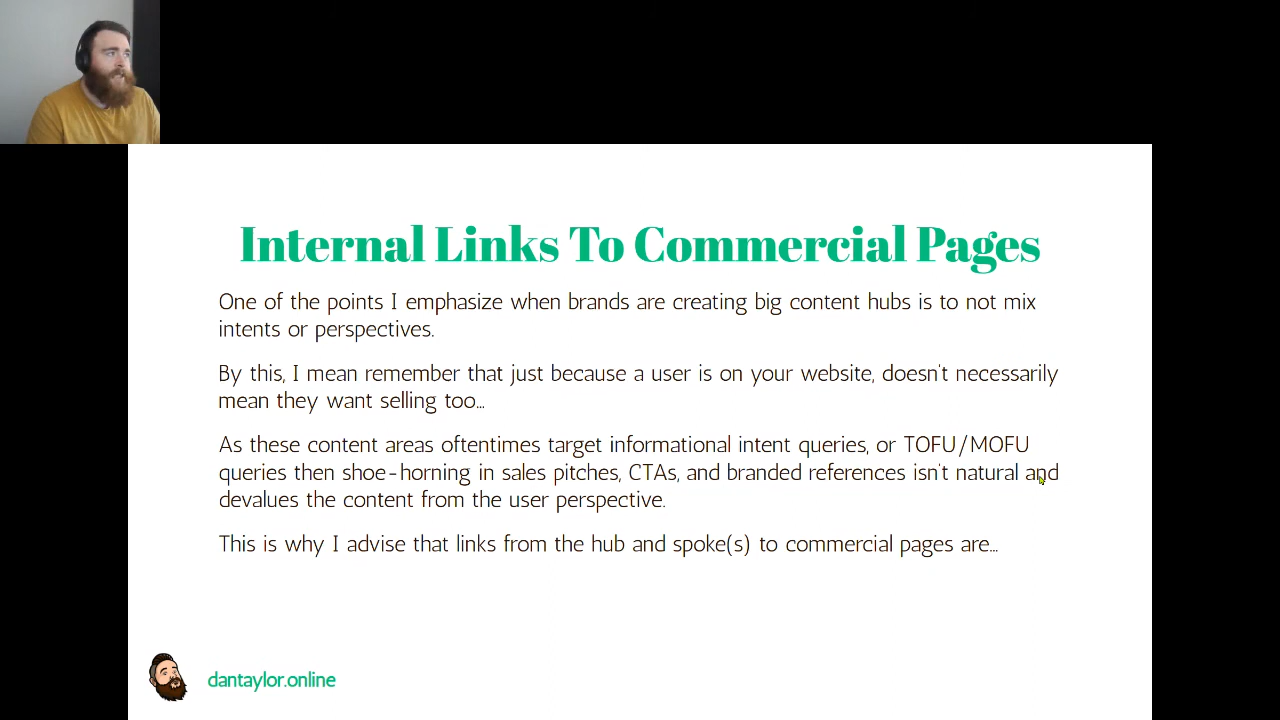 Internal Links To Commercial Pages
One of the points I emphasize when brands are creating big content hubs is to not mix
intents or perspectives.
By this, I mean remember that just because a user is on your website, doesn't necessarily
mean they want selling too...
As these content areas oftentimes target informational intent queries, or TOFU/MOFU
queries then shoe-horning in sales pitches, CTAs, and branded references isn't natural and
devalues the content from the user perspective.
This is why I advise that links from the hub and spoke(s) to commercial pages are...
dantaylor.online